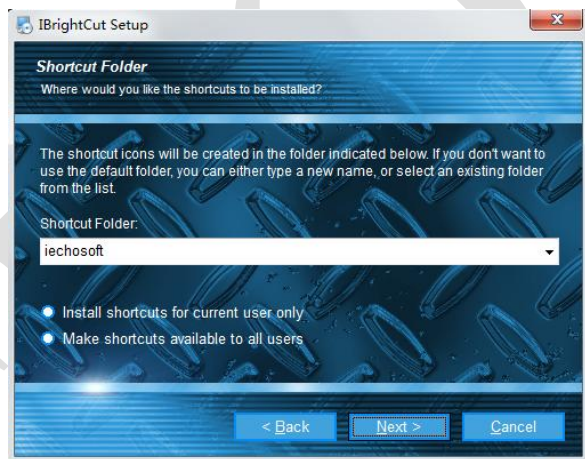 IBrightCut Setup
Shortcut Folder
Where would you like the shortcuts to be installed?
The shortcut icons will be created in the folder indicated below. If you don't want to
use the default folder, you can either type a new name, or select an existing folder
from the list.
Shortcut Folder:
iechosoft
Install shortcuts for current user only
Make shortcuts available to all users
< Back Next > Cancel